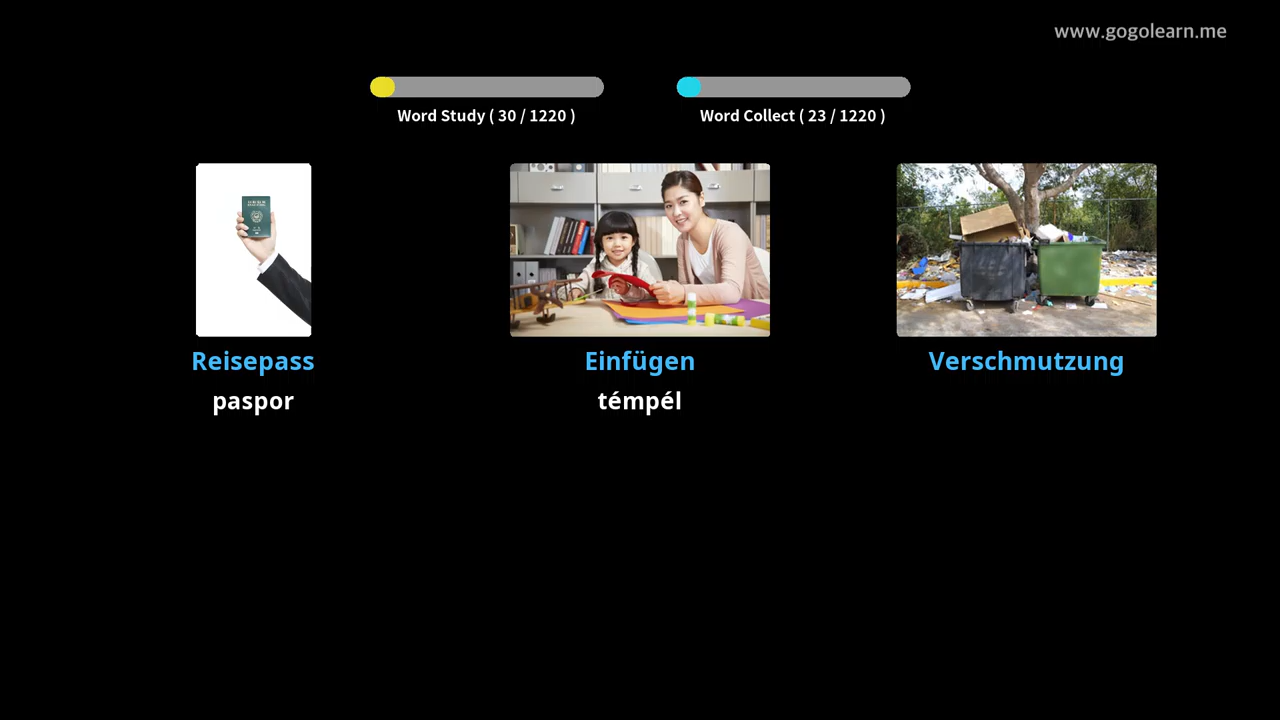 www.gogolearn.me
Word Study ( 30 / 1220 )
Word Collect ( 23 / 1220 )
Reisepass
Einfügen
Verschmutzung
paspor
témpél